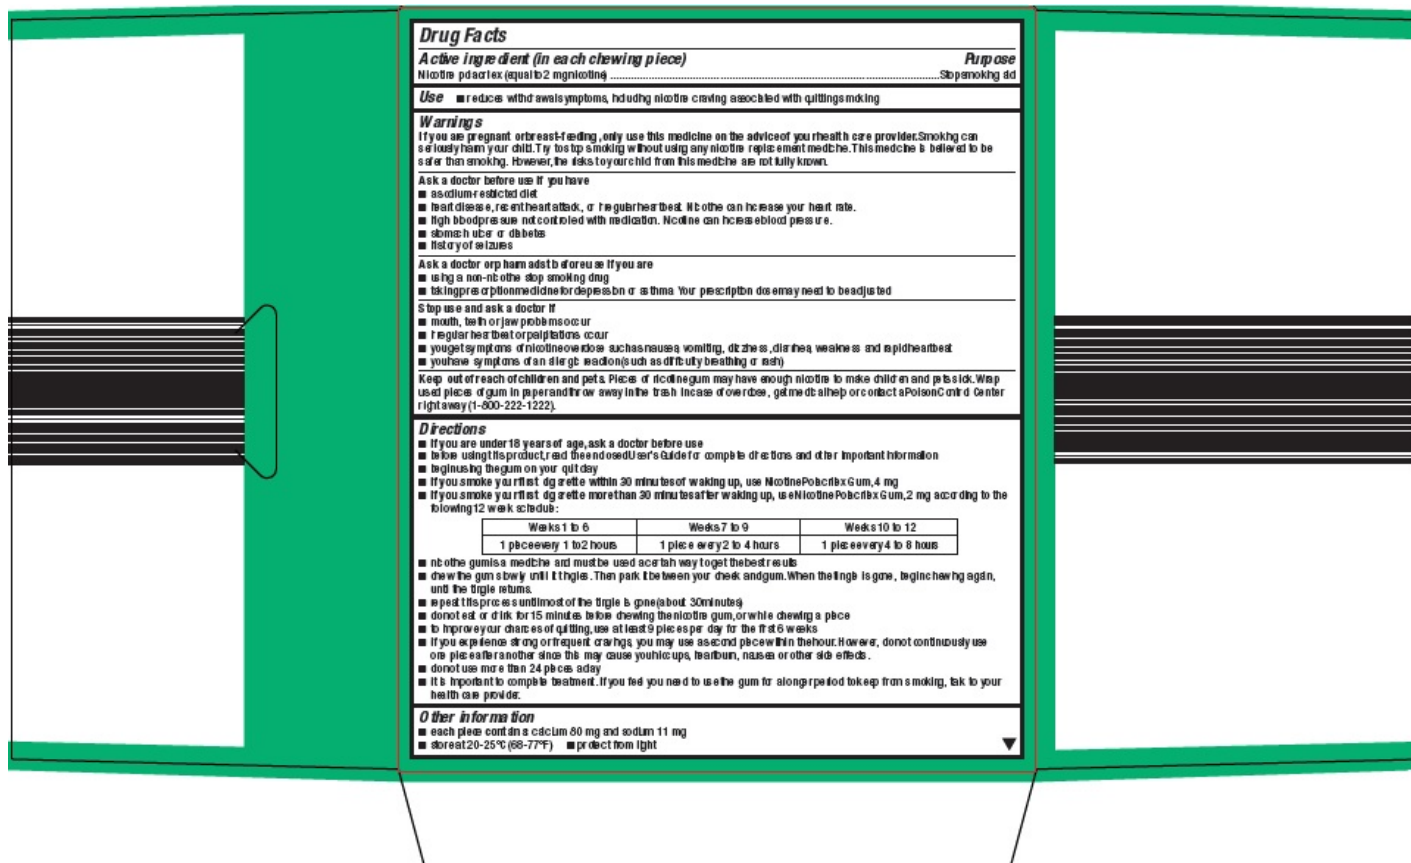 Drug Facts
Active ingredient (in each chewing piece) Purpose
Nicotine polacrilex (equal to 2 mg nicotine) ........ Stop smoking aid
Use ■ reduces withdrawal symptoms, including nicotine craving associated with quitting smoking
Warnings
If you are pregnant or breast-feeding, only use this medicine on the advice of your health care provider. Smoking can
seriously harm your child. Try to stop smoking without using any nicotine replacement medicine. This medicine is believed to be
safer than smoking. However, the risks to your child from this medicine are not fully known.
Ask a doctor before use if you have
■ a sodium-restricted diet
■ heart disease, recent heart attack, or irregular heartbeat. Nicotine can increase your heart rate.
■ high blood pressure not controlled with medication. Nicotine can increase blood pressure.
■ stomach ulcer or diabetes
■ history of seizures
Ask a doctor or pharmacist before use if you are
■ using a non-nicotine stop smoking drug
■ taking prescription medicine for depression or asthma. Your prescription dose may need to be adjusted
Stop use and ask a doctor if
■ mouth, teeth or jaw problems occur
■ irregular heartbeat or palpitations occur
■ you get symptoms of nicotine overdose such as nausea, vomiting, dizziness, diarrhea, weakness and rapid heartbeat
■ you have symptoms of an allergic reaction (such as difficulty breathing or rash)
Keep out of reach of children and pets. Pieces of nicotine gum may have enough nicotine to make children and pets sick. Wrap
used pieces of gum in paper and throw away in the trash. In case of overdose, get medical help or contact a Poison Control Center
right away (1-800-222-1222).
Directions
■ if you are under 18 years of age, ask a doctor before use
■ before using this product, read the enclosed User's Guide for complete directions and other important information
■ begin using the gum on your quit day
■ if you smoke your first cigarette within 30 minutes of waking up, use Nicotine Polacrilex Gum, 4 mg
■ if you smoke your first cigarette more than 30 minutes after waking up, use Nicotine Polacrilex Gum, 2 mg according to the
following 12 week schedule:
Weeks 1 to 6 Weeks 7 to 9 Weeks 10 to 12
1 piece every 1 to 2 hours 1 piece every 2 to 4 hours 1 piece every 4 to 8 hours
■ nicotine gum is a medicine and must be used a certain way to get the best results
■ chew the gum slowly until it tingles. Then park it between your cheek and gum. When the tingle is gone, begin chewing again,
until the tingle returns.
■ repeat this process until most of the tingle is gone (about 30 minutes)
■ do not eat or drink for 15 minutes before chewing the nicotine gum, or while chewing a piece
■ to improve your chances of quitting, use at least 9 pieces per day for the first 6 weeks
■ if you experience strong or frequent cravings, you may use a second piece within the hour. However, do not continuously use
one piece after another since this may cause you hiccups, heartburn, nausea or other side effects.
■ do not use more than 24 pieces a day
■ it is important to complete treatment. If you feel you need to use the gum for a longer period to keep from smoking, talk to your
health care provider.
Other information
■ each piece contains: calcium 80 mg and sodium 11 mg
■ store at 20-25°C (68-77°F) ■ protect from light